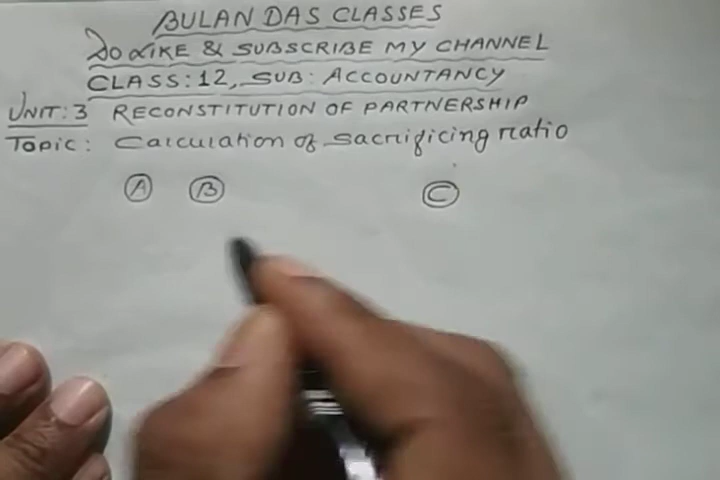 BULAN DAS CLASSES
DO LIKE & SUBSCRIBE MY CHANNEL
CLASS:12, SUB: ACCOUNTANCY
UNIT:3 RECONSTITUTION OF PARTNERSHIP
Topic: Calculation of sacrificing ratio
A B C